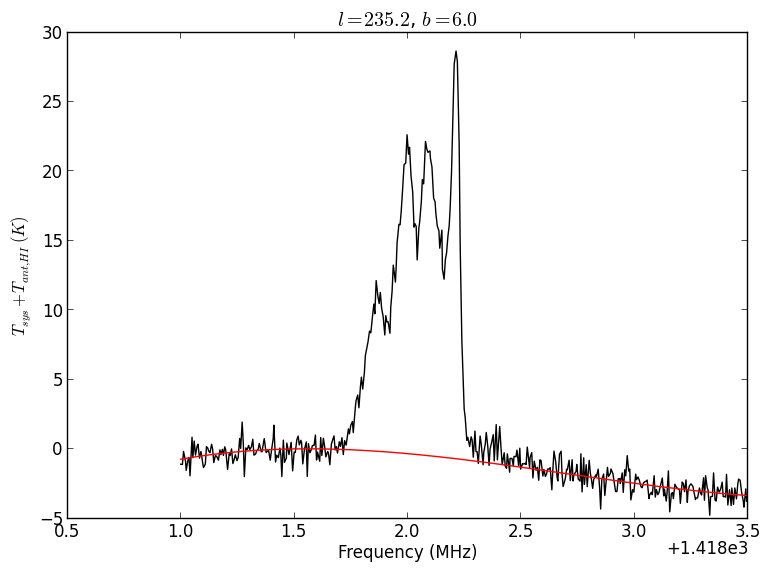 l = 235.2, b = 6.0
30
25
20
15
10
5
0
−5
T_sys + T_ant,HI (K)
0.5 1.0 1.5 2.0 2.5 3.0 3.5
Frequency (MHz)
+1.418e3